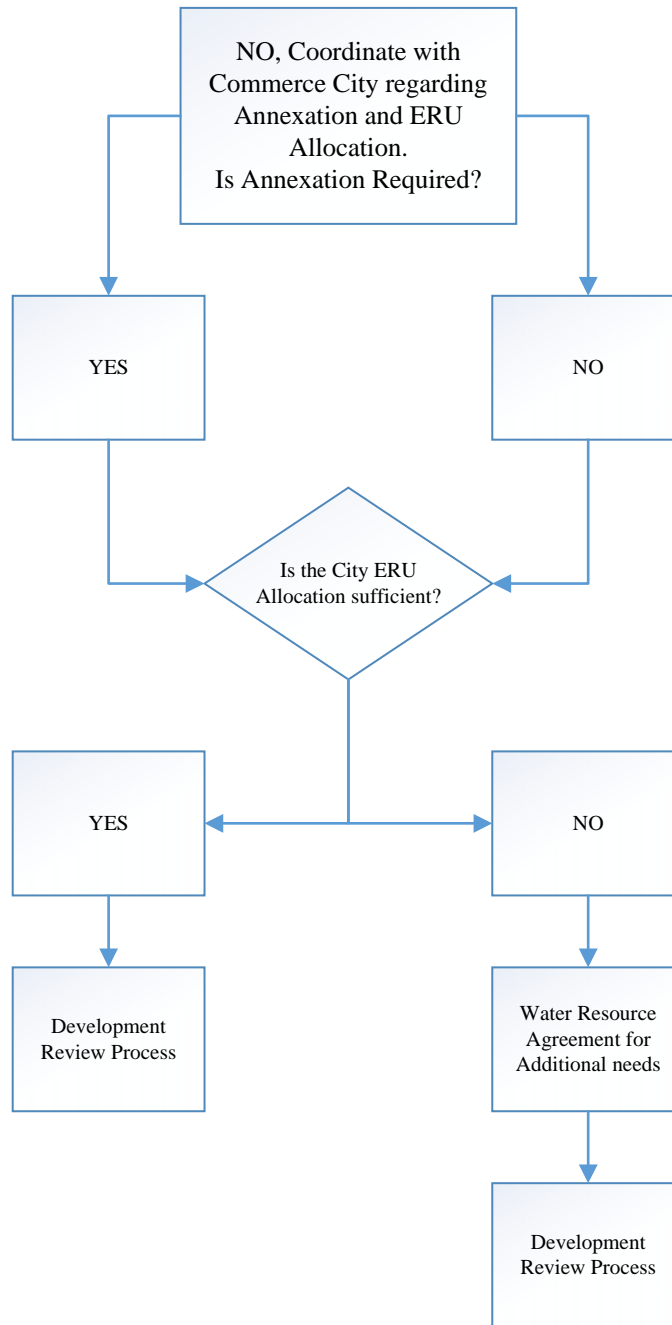 NO, Coordinate with
Commerce City regarding
Annexation and ERU
Allocation.
Is Annexation Required?
YES
NO
Is the City ERU
Allocation sufficient?
YES
NO
Development
Review Process
Water Resource
Agreement for
Additional needs
Development
Review Process